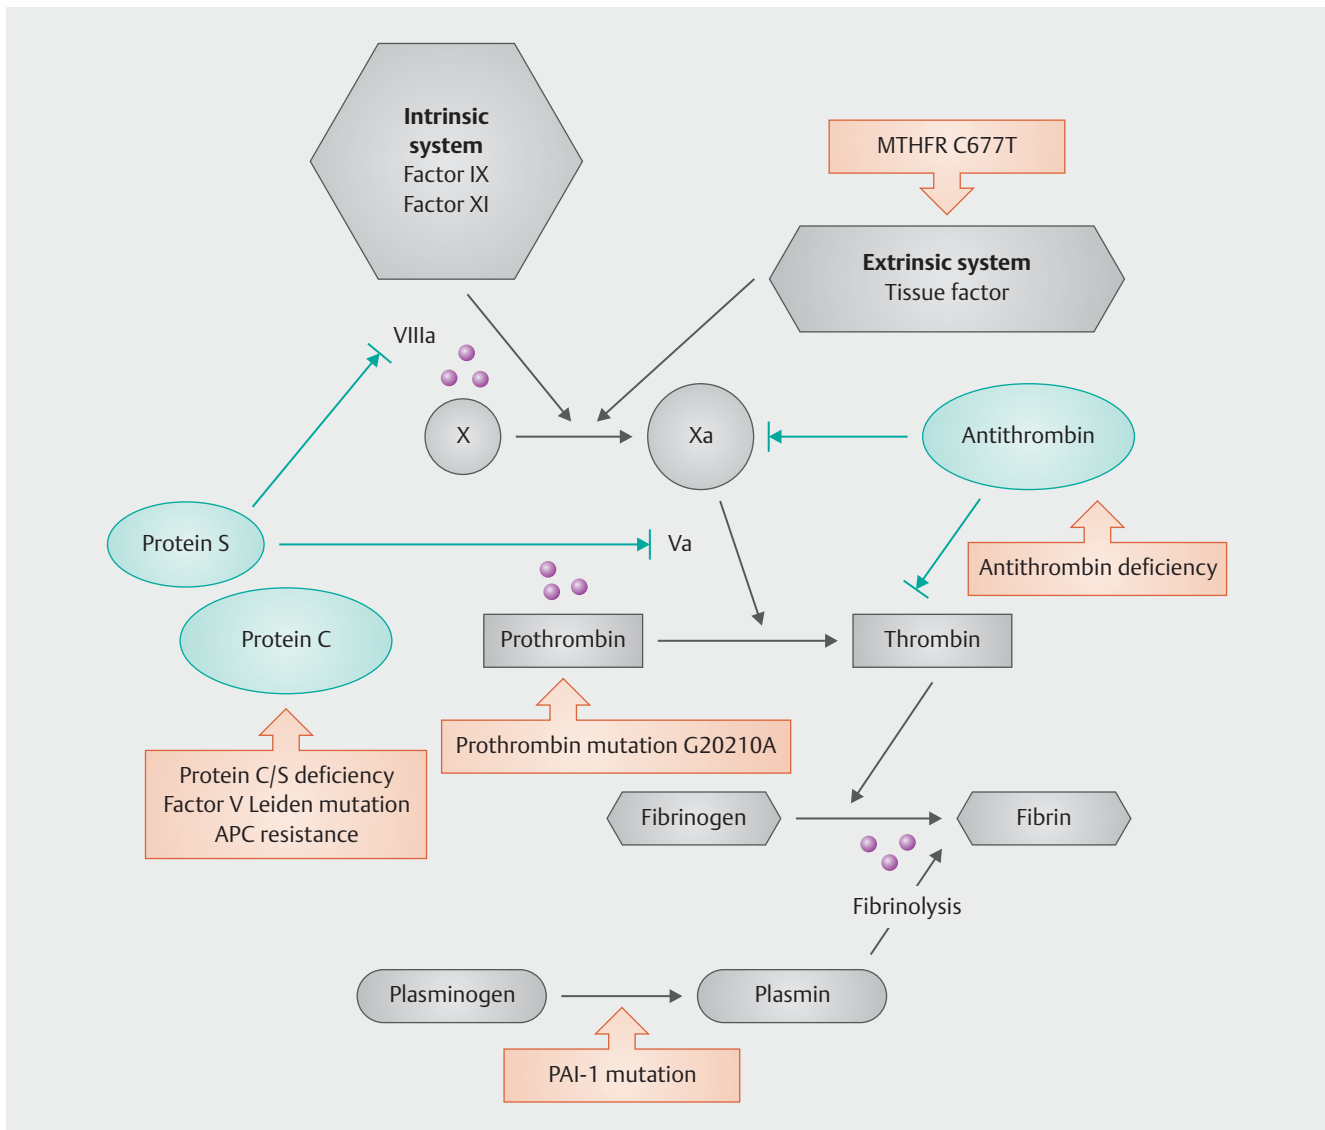 Intrinsic
system
Factor IX
Factor XI
MTHFR C677T
Extrinsic system
Tissue factor
VIIIa
X
Xa
Antithrombin
Protein S
Va
Antithrombin deficiency
Protein C
Prothrombin
Thrombin
Prothrombin mutation G20210A
Protein C/S deficiency
Factor V Leiden mutation
APC resistance
Fibrinogen
Fibrin
Fibrinolysis
Plasminogen
Plasmin
PAI-1 mutation